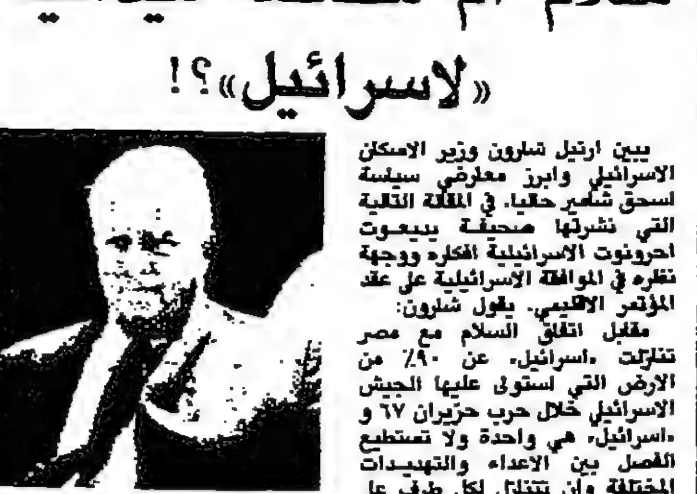 «لاسرائيل»؟!
يبين ارئيل شارون وزير الاسكان
الاسرائيلي وابرز معارضي سياسة
اسحق شامير حاليا، في المقالة التالية
التي نشرتها صحيفة يديعوت
احرونوت الاسرائيلية افكاره ووجهة
نظره في الموافقة الاسرائيلية على عقد
المؤتمر الاقليمي. يقول شارون:
مقابل اتفاق السلام مع مصر
تنازلت «اسرائيل» عن ٩٠٪ من
الارض التي استولى عليها الجيش
الاسرائيلي خلال حرب حزيران ٦٧ و
«اسرائيل» هي واحدة ولا تستطيع
الفصل بين الاعداء والتهديدات
المختلفة وان تتنازل لكل طرف على